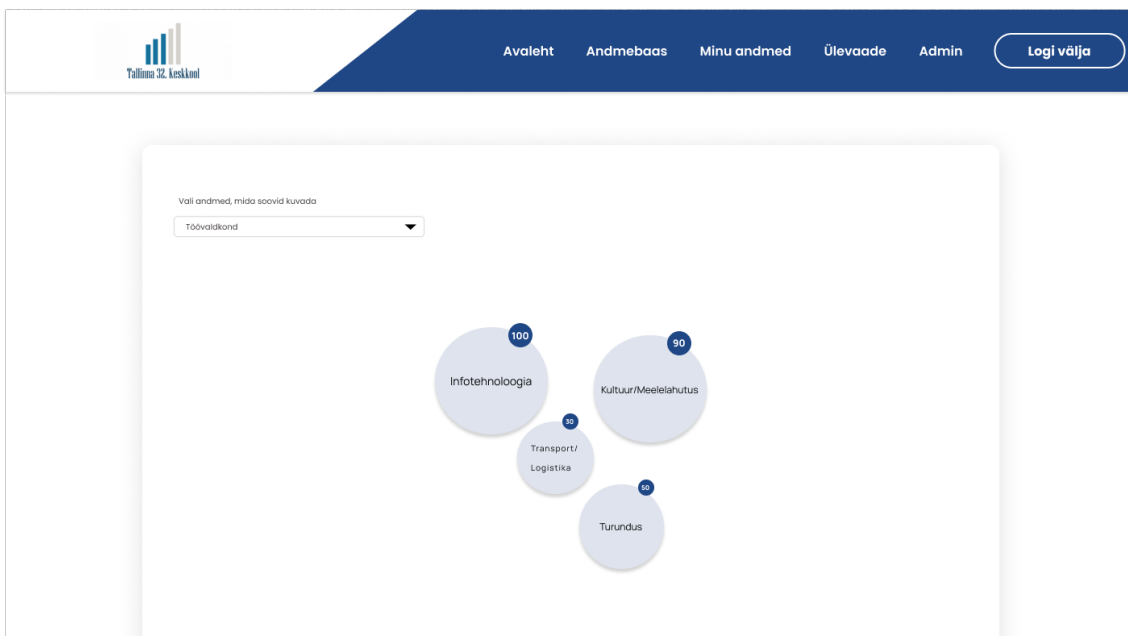 Tallinna 32. Keskkool
Avaleht
Andmebaas
Minu andmed
Ülevaade
Admin
Logi välja
Vali andmed, mida soovid kuvada
Töövaldkond
100
Infotehnoloogia
90
Kultuur/Meelelahutus
30
Transport/
Logistika
50
Turundus